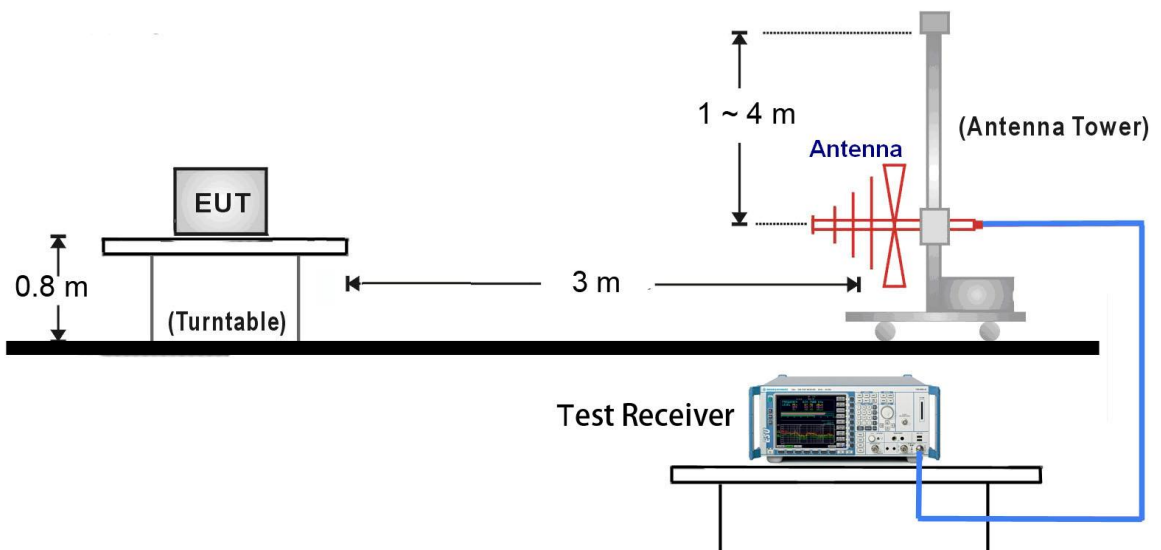 1 ~ 4 m
(Antenna Tower)
Antenna
EUT
0.8 m
3 m
(Turntable)
Test Receiver